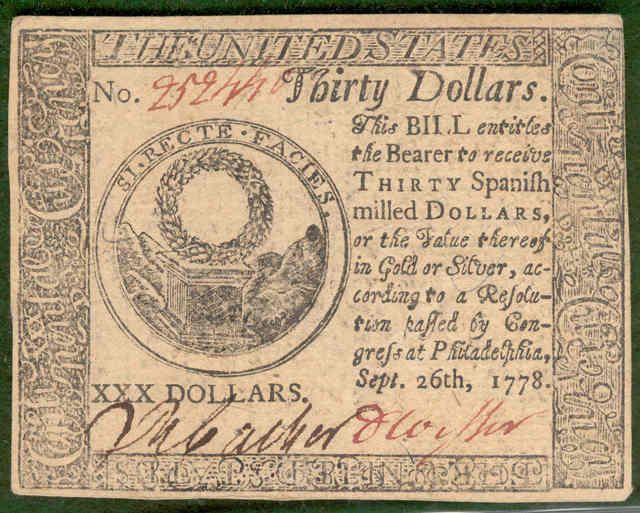 THE UNITED STATES
No. 252440 Thirty Dollars.
This BILL entitles
the Bearer to receive
THIRTY Spanish
milled DOLLARS,
or the Value thereof
in Gold or Silver, ac-
cording to a Resolu-
tion passed by Con-
gress at Philadelphia,
Sept. 26th, 1778.
SI·RECTE·FACIES.
XXX DOLLARS.